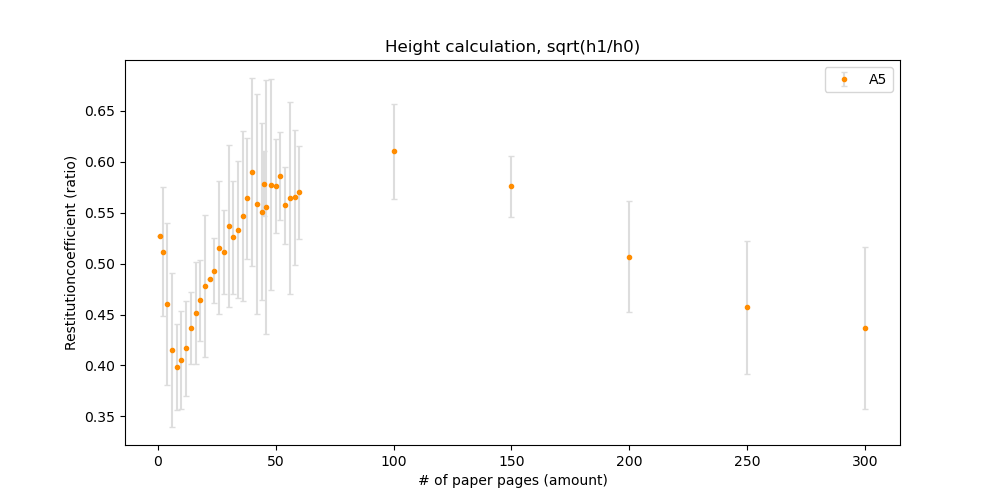 Height calculation, sqrt(h1/h0)
A5
0.65
0.60
0.55
0.50
0.45
0.40
0.35
Restitutioncoefficient (ratio)
0 50 100 150 200 250 300
# of paper pages (amount)